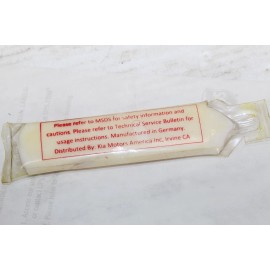 Please refer to MSDS for safety information and
cautions. Please refer to Technical Service Bulletin for
usage instructions. Manufactured in Germany.
Distributed By: Kia Motors America Inc, Irvine CA